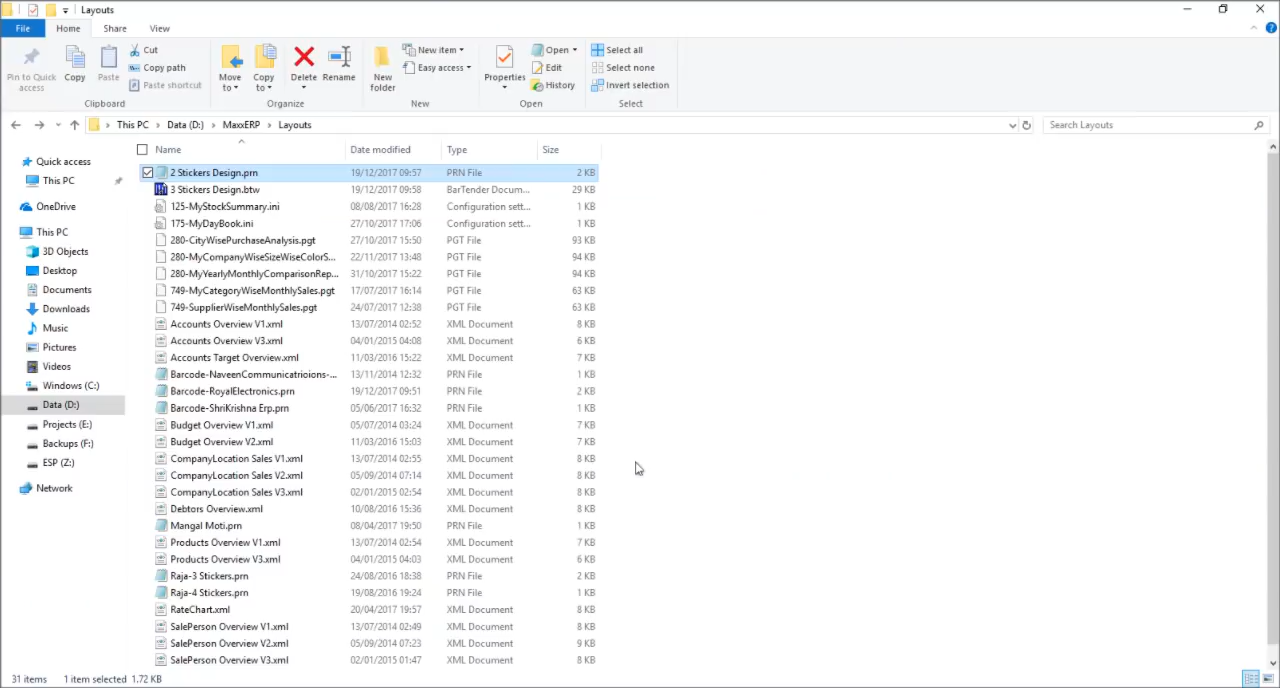 Layouts
File Home Share View
Pin to Quick access
Copy
Paste
Cut
Copy path
Paste shortcut
Clipboard
Move to
Copy to
Delete
Rename
Organize
New folder
New item
Easy access
New
Properties
Open
Edit
History
Open
Select all
Select none
Invert selection
Select
This PC > Data (D:) > MaxxERP > Layouts
Search Layouts
Quick access
This PC
OneDrive
This PC
3D Objects
Desktop
Documents
Downloads
Music
Pictures
Videos
Windows (C:)
Data (D:)
Projects (E:)
Backups (F:)
ESP (Z:)
Network
Name Date modified Type Size
2 Stickers Design.prn 19/12/2017 09:57 PRN File 2 KB
3 Stickers Design.btw 19/12/2017 09:58 BarTender Docum... 29 KB
125-MyStockSummary.ini 08/08/2017 16:28 Configuration sett... 1 KB
175-MyDayBook.ini 27/10/2017 17:06 Configuration sett... 1 KB
280-CityWisePurchaseAnalysis.pgt 27/10/2017 15:50 PGT File 93 KB
280-MyCompanyWiseSizeWiseColorS... 22/11/2017 13:48 PGT File 94 KB
280-MyYearlyMonthlyComparisonRep... 31/10/2017 15:22 PGT File 94 KB
749-MyCategoryWiseMonthlySales.pgt 17/07/2017 16:14 PGT File 63 KB
749-SupplierWiseMonthlySales.pgt 24/07/2017 12:38 PGT File 63 KB
Accounts Overview V1.xml 13/07/2014 02:52 XML Document 8 KB
Accounts Overview V3.xml 04/01/2015 04:08 XML Document 6 KB
Accounts Target Overview.xml 11/03/2016 15:22 XML Document 7 KB
Barcode-NaveenCommunicatrioions-... 13/11/2014 12:32 PRN File 1 KB
Barcode-RoyalElectronics.prn 19/12/2017 09:51 PRN File 2 KB
Barcode-ShriKrishna Erp.prn 05/06/2017 16:32 PRN File 1 KB
Budget Overview V1.xml 05/07/2014 03:24 XML Document 7 KB
Budget Overview V2.xml 11/03/2016 15:03 XML Document 7 KB
CompanyLocation Sales V1.xml 13/07/2014 02:55 XML Document 8 KB
CompanyLocation Sales V2.xml 05/09/2014 07:14 XML Document 8 KB
CompanyLocation Sales V3.xml 02/01/2015 02:54 XML Document 8 KB
Debtors Overview.xml 10/08/2016 15:36 XML Document 8 KB
Mangal Moti.prn 08/04/2017 19:50 PRN File 1 KB
Products Overview V1.xml 13/07/2014 02:54 XML Document 7 KB
Products Overview V3.xml 04/01/2015 04:03 XML Document 6 KB
Raja-3 Stickers.prn 24/08/2016 18:38 PRN File 2 KB
Raja-4 Stickers.prn 19/08/2016 19:24 PRN File 1 KB
RateChart.xml 20/04/2017 19:57 XML Document 8 KB
SalePerson Overview V1.xml 13/07/2014 02:49 XML Document 8 KB
SalePerson Overview V2.xml 05/09/2014 07:23 XML Document 9 KB
SalePerson Overview V3.xml 02/01/2015 01:47 XML Document 8 KB
31 items 1 item selected 1.72 KB